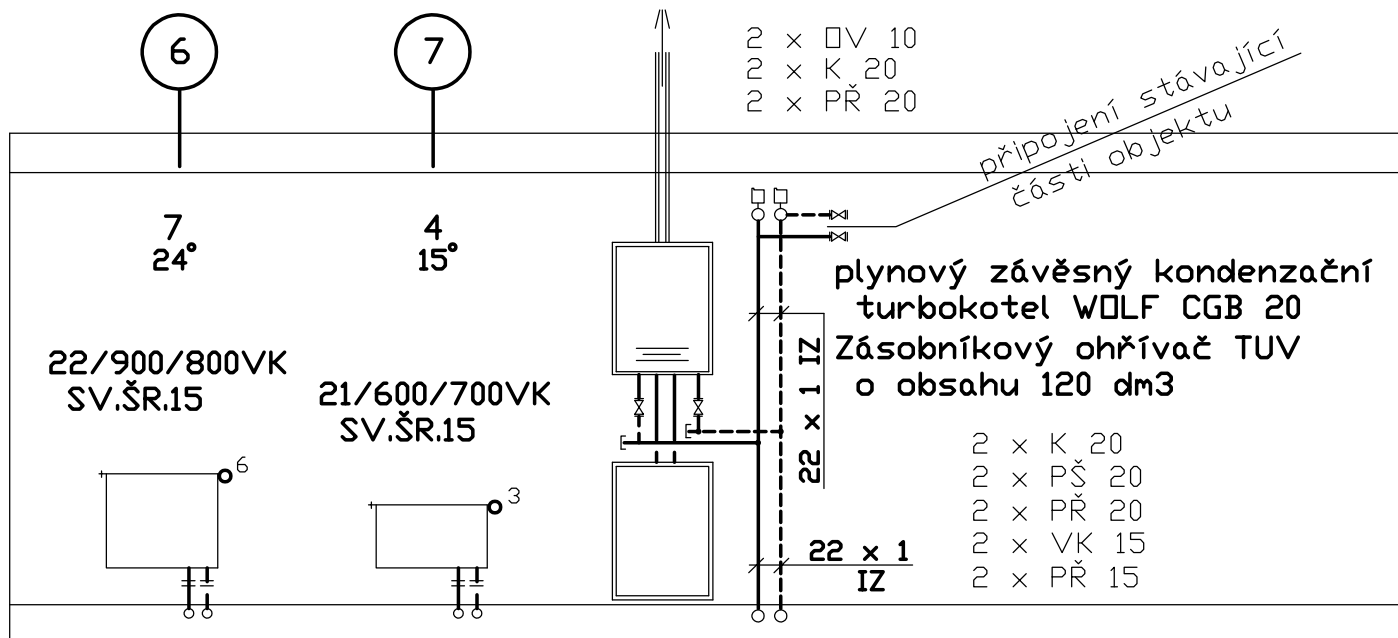 6
7
2 x OV 10
2 x K 20
2 x PŘ 20
připojení stávající
části objektu
7
24°
4
15°
plynový závěsný kondenzační
turbokotel WOLF CGB 20
Zásobníkový ohřívač TUV
o obsahu 120 dm3
22/900/800VK
SV.ŠR.15
21/600/700VK
SV.ŠR.15
22 x 1 IZ
6
3
2 x K 20
2 x PŠ 20
2 x PŘ 20
2 x VK 15
2 x PŘ 15
22 x 1
IZ